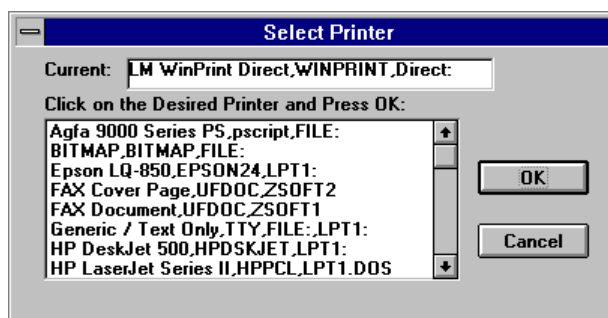 Select Printer
Current: LM WinPrint Direct,WINPRINT,Direct:
Click on the Desired Printer and Press OK:
Agfa 9000 Series PS,pscript,FILE:
BITMAP,BITMAP,FILE:
Epson LQ-850,EPSON24,LPT1:
FAX Cover Page,UFDOC,ZSOFT2
FAX Document,UFDOC,ZSOFT1
Generic / Text Only,TTY,FILE:,LPT1:
HP DeskJet 500,HPDSKJET,LPT1:
HP LaserJet Series II,HPPCL,LPT1.DOS
OK
Cancel